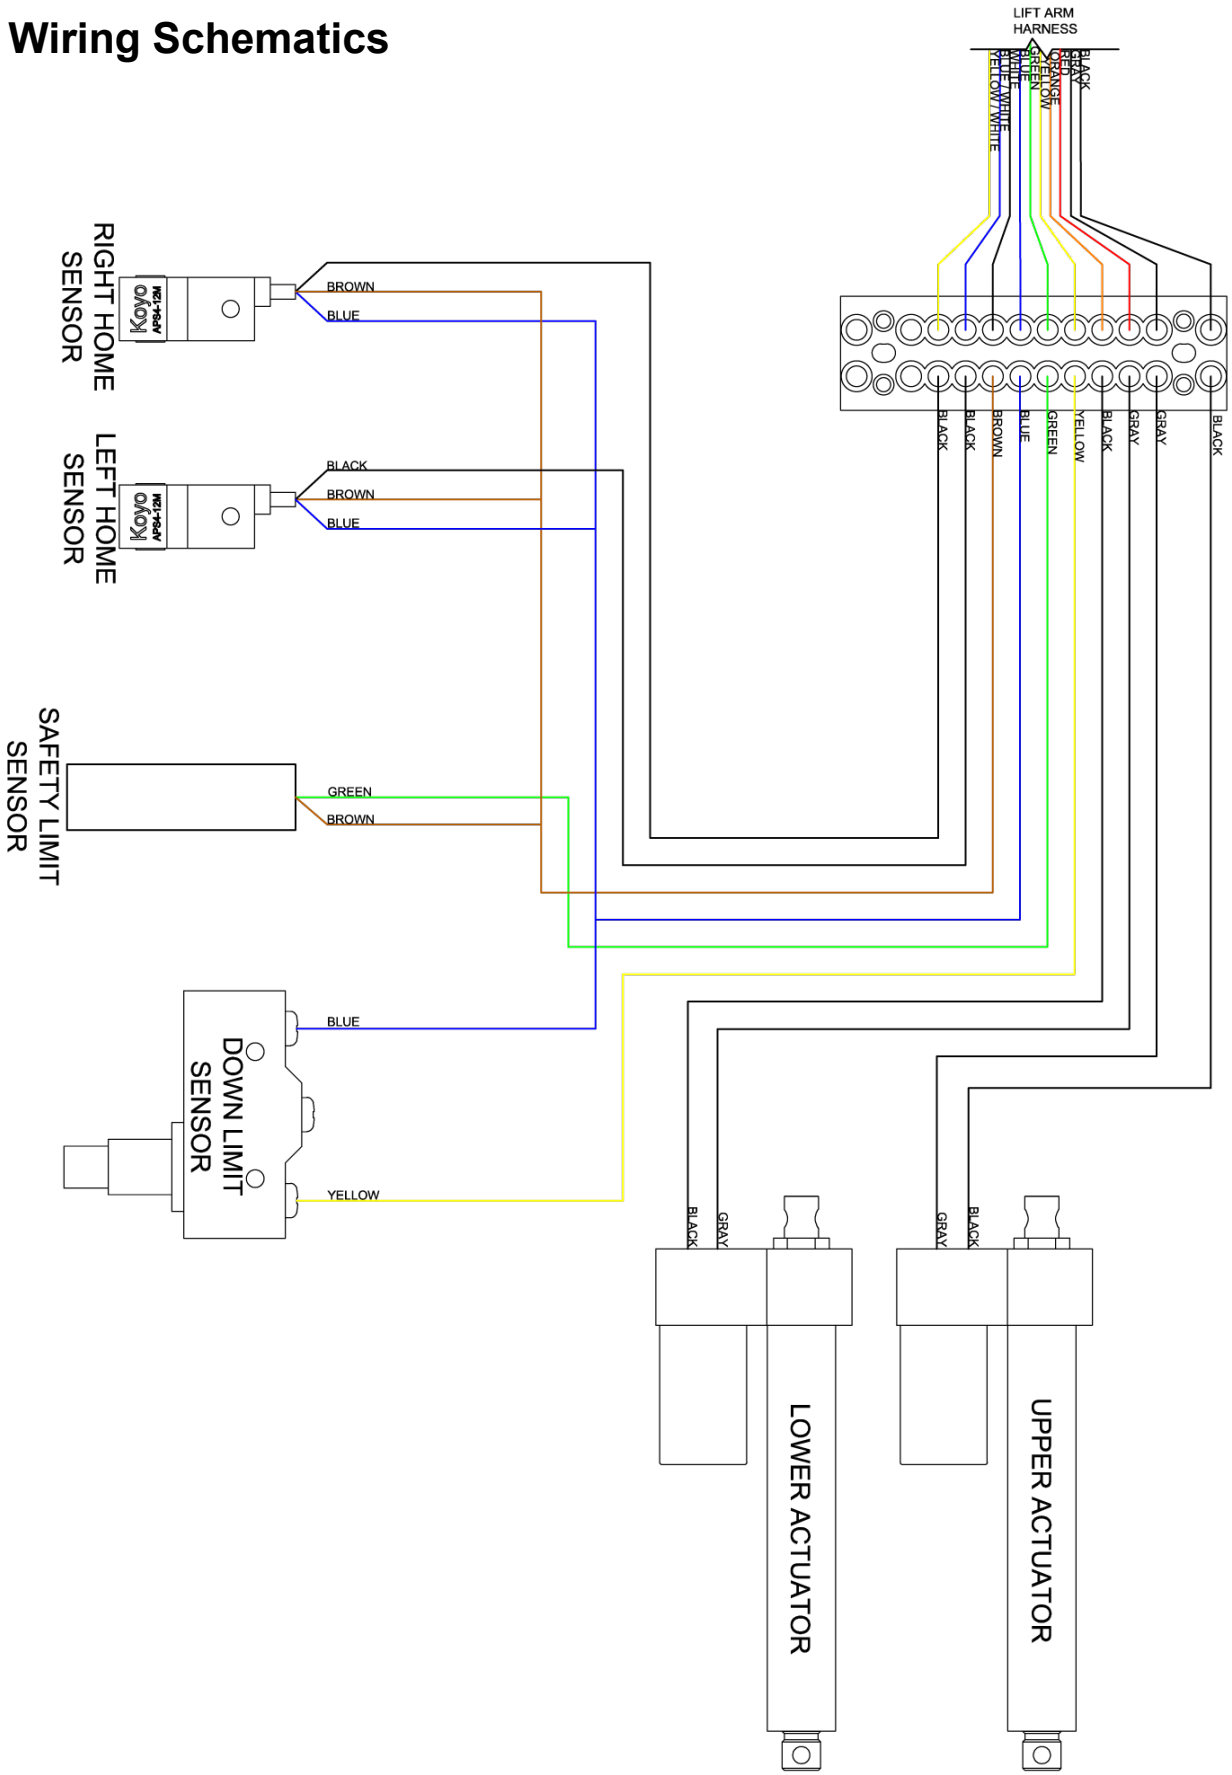 Wiring Schematics
LIFT ARM
HARNESS
YELLOW / WHITE
BLUE / WHITE
WHITE
BLUE
GREEN
YELLOW
ORANGE
RED
GRAY
BLACK
RIGHT HOME
SENSOR
Koyo
APS4-12M
BROWN
BLUE
BLACK
BLACK
BROWN
BLUE
GREEN
YELLOW
BLACK
GRAY
GRAY
BLACK
LEFT HOME
SENSOR
Koyo
APS4-12M
BLACK
BROWN
BLUE
SAFETY LIMIT
SENSOR
GREEN
BROWN
DOWN LIMIT
SENSOR
BLUE
YELLOW
BLACK
GRAY
GRAY
BLACK
LOWER ACTUATOR
UPPER ACTUATOR